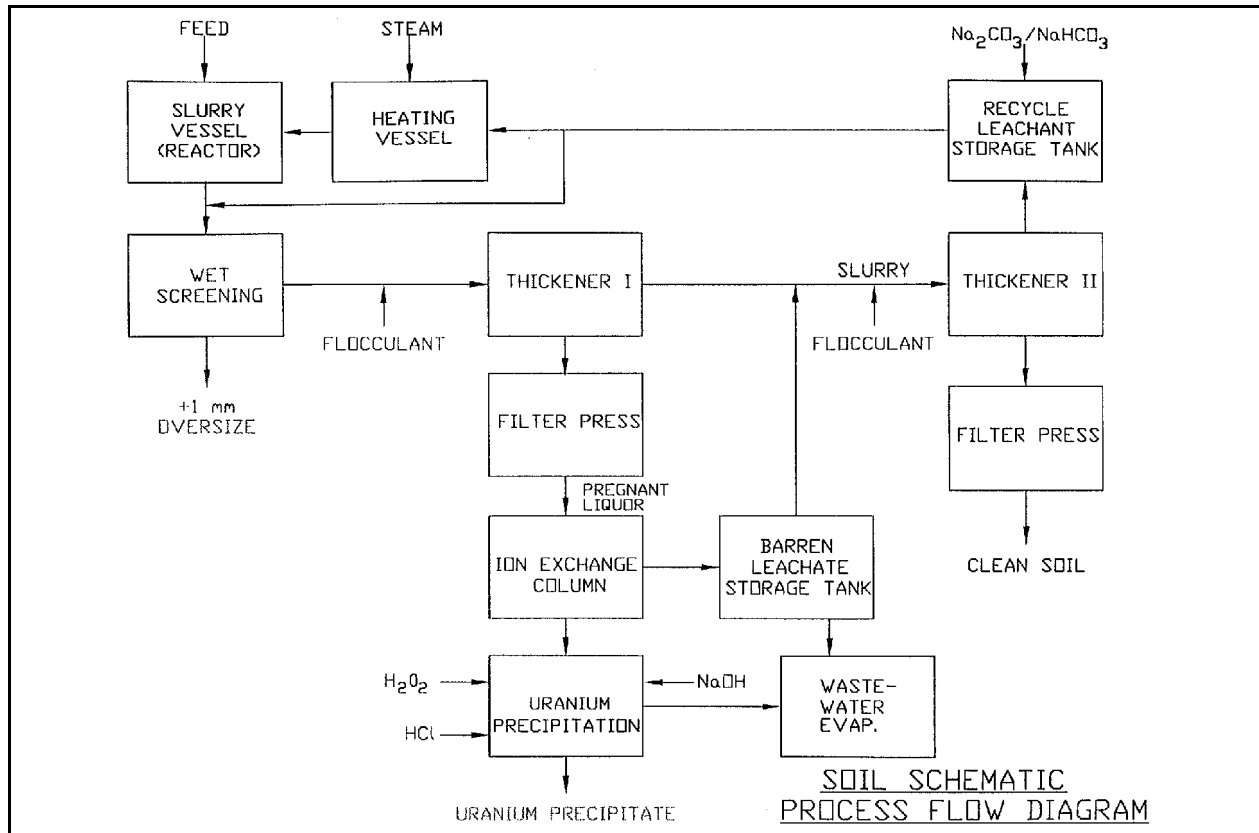 FEED
STEAM
Na₂CO₃/NaHCO₃
SLURRY
VESSEL
(REACTOR)
HEATING
VESSEL
RECYCLE
LEACHANT
STORAGE TANK
WET
SCREENING
THICKENER I
SLURRY
THICKENER II
FLOCCULANT
FLOCCULANT
+1 mm
OVERSIZE
FILTER PRESS
FILTER PRESS
PREGNANT
LIQUOR
ION EXCHANGE
COLUMN
BARREN
LEACHATE
STORAGE TANK
CLEAN SOIL
H₂O₂
HCl
URANIUM
PRECIPITATION
NaOH
WASTE-
WATER
EVAP.
URANIUM PRECIPITATE
SOIL SCHEMATIC
PROCESS FLOW DIAGRAM